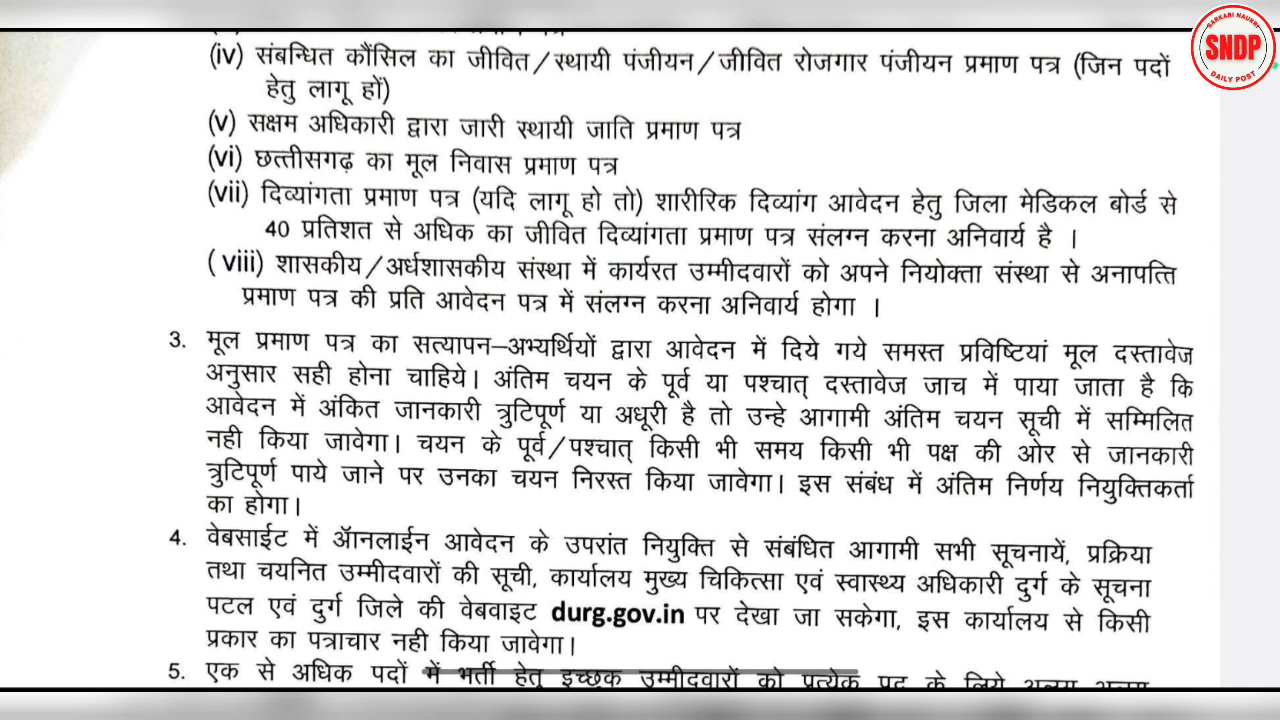 SARKARI NAUKRI
SNDP
DAILY POST
(iv) संबन्धित कौंसिल का जीवित/स्थायी पंजीयन/जीवित रोजगार पंजीयन प्रमाण पत्र (जिन पदों
हेतु लागू हों)
(v) सक्षम अधिकारी द्वारा जारी स्थायी जाति प्रमाण पत्र
(vi) छत्तीसगढ़ का मूल निवास प्रमाण पत्र
(vii) दिव्यांगता प्रमाण पत्र (यदि लागू हो तो) शारीरिक दिव्यांग आवेदन हेतु जिला मेडिकल बोर्ड से
40 प्रतिशत से अधिक का जीवित दिव्यांगता प्रमाण पत्र संलग्न करना अनिवार्य है ।
( viii) शासकीय/अर्धशासकीय संस्था में कार्यरत उम्मीदवारों को अपने नियोक्ता संस्था से अनापत्ति
प्रमाण पत्र की प्रति आवेदन पत्र में संलग्न करना अनिवार्य होगा ।
3. मूल प्रमाण पत्र का सत्यापन–अभ्यर्थियों द्वारा आवेदन में दिये गये समस्त प्रविष्टियां मूल दस्तावेज
अनुसार सही होना चाहिये। अंतिम चयन के पूर्व या पश्चात् दस्तावेज जाच में पाया जाता है कि
आवेदन में अंकित जानकारी त्रुटिपूर्ण या अधूरी है तो उन्हे आगामी अंतिम चयन सूची में सम्मिलित
नही किया जावेगा। चयन के पूर्व/पश्चात् किसी भी समय किसी भी पक्ष की ओर से जानकारी
त्रुटिपूर्ण पाये जाने पर उनका चयन निरस्त किया जावेगा। इस संबंध में अंतिम निर्णय नियुक्तिकर्ता
का होगा।
4. वेबसाईट में ऑनलाईन आवेदन के उपरांत नियुक्ति से संबंधित आगामी सभी सूचनायें, प्रक्रिया
तथा चयनित उम्मीदवारों की सूची, कार्यालय मुख्य चिकित्सा एवं स्वास्थ्य अधिकारी दुर्ग के सूचना
पटल एवं दुर्ग जिले की वेबवाइट durg.gov.in पर देखा जा सकेगा, इस कार्यालय से किसी
प्रकार का पत्राचार नही किया जावेगा।
5. एक से अधिक पदों में भर्ती हेतु इच्छुक उम्मीदवारों को प्रत्येक पद के लिये अलग अलग